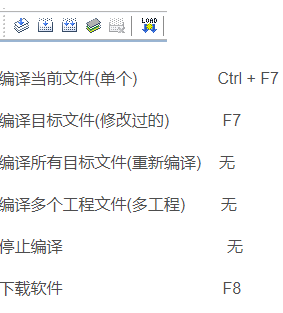 LOAD
编译当前文件(单个) Ctrl + F7
编译目标文件(修改过的) F7
编译所有目标文件(重新编译) 无
编译多个工程文件(多工程) 无
停止编译 无
下载软件 F8